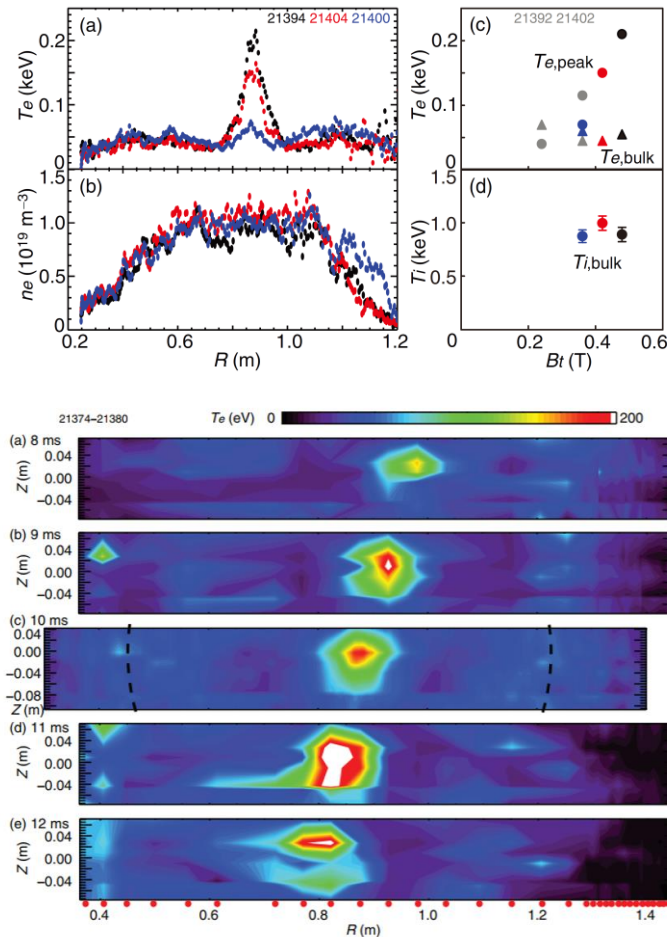 (a) 21394 21404 21400
Te (keV)
0.2
0.1
0
(b)
ne (10¹⁹ m⁻³)
1.5
1.0
0.5
0
0.2 0.6 1.0 1.2
R (m)
(c) 21392 21402
Te (keV)
0.2
0.1
0
Te,peak
Te,bulk
(d)
Ti (keV)
1.5
1.0
0.5
Ti,bulk
0 0.2 0.4 0.6
Bt (T)
21374–21380 Te (eV) 0 200
(a) 8 ms
Z (m)
0.04
0.00
−0.04
(b) 9 ms
Z (m)
0.04
0.00
−0.04
(c) 10 ms
0.04
0.00
−0.04
−0.08
Z (m)
(d) 11 ms
Z (m)
0.04
0.00
−0.04
(e) 12 ms
Z (m)
0.04
0.00
−0.04
0.4 0.6 0.8 1.0 1.2 1.4
R (m)